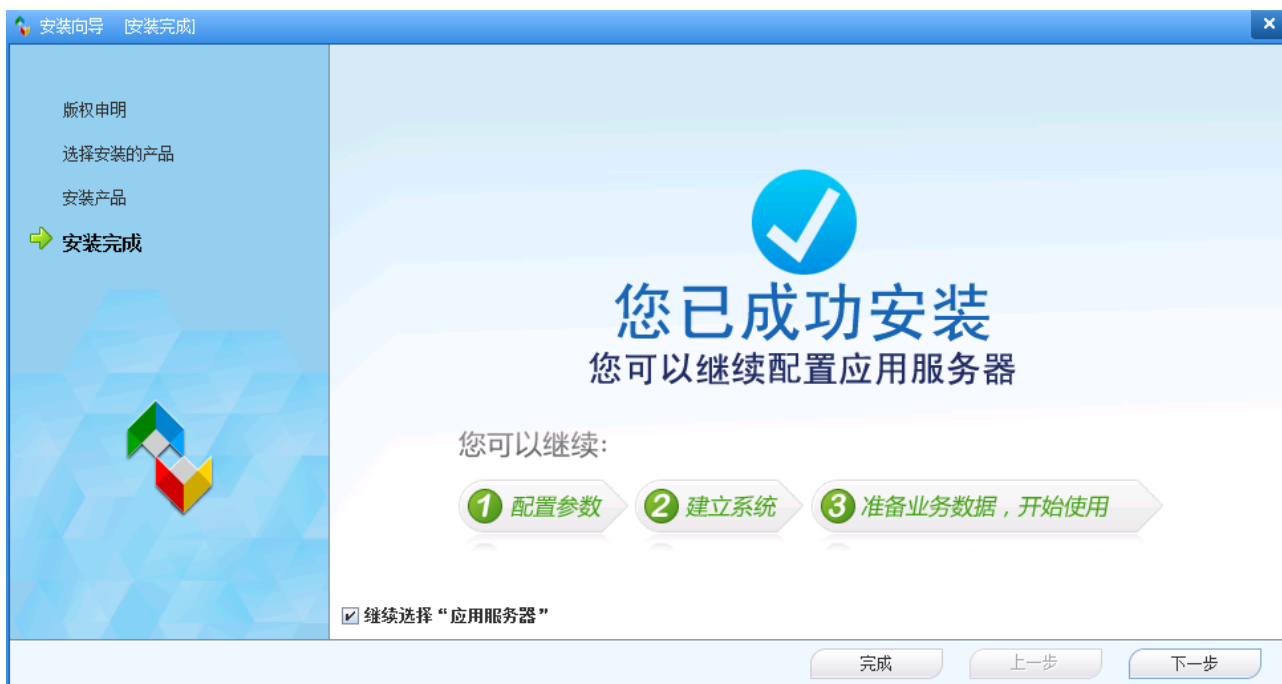 安装向导 [安装完成]
版权申明
选择安装的产品
安装产品
安装完成
您已成功安装
您可以继续配置应用服务器
您可以继续:
1 配置参数 2 建立系统 3 准备业务数据，开始使用
继续选择“应用服务器”
完成 上一步 下一步